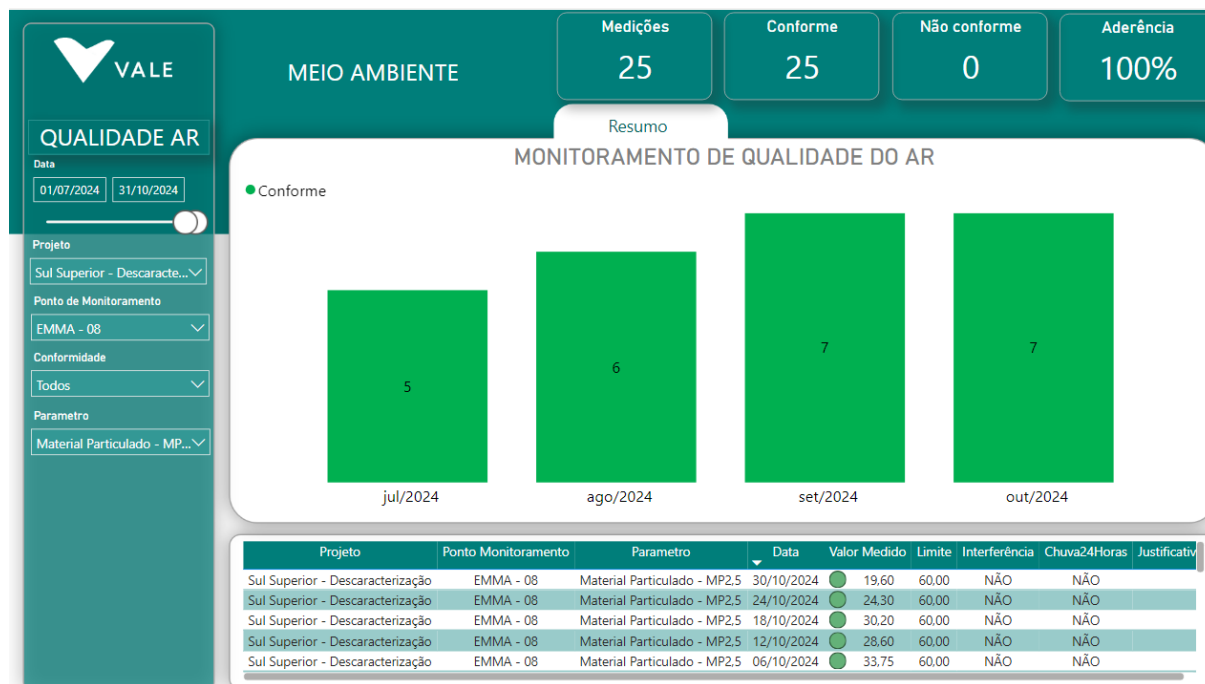 VALE
MEIO AMBIENTE
Medições
25
Conforme
25
Não conforme
0
Aderência
100%
Resumo
QUALIDADE AR
Data
01/07/2024 31/10/2024
Projeto
Sul Superior - Descaracte...
Ponto de Monitoramento
EMMA - 08
Conformidade
Todos
Parametro
Material Particulado - MP...
MONITORAMENTO DE QUALIDADE DO AR
Conforme
5
6
7
7
jul/2024 ago/2024 set/2024 out/2024
Projeto Ponto Monitoramento Parametro Data Valor Medido Limite Interferência Chuva24Horas Justificativ
Sul Superior - Descaracterização EMMA - 08 Material Particulado - MP2,5 30/10/2024 19,60 60,00 NÃO NÃO
Sul Superior - Descaracterização EMMA - 08 Material Particulado - MP2,5 24/10/2024 24,30 60,00 NÃO NÃO
Sul Superior - Descaracterização EMMA - 08 Material Particulado - MP2,5 18/10/2024 30,20 60,00 NÃO NÃO
Sul Superior - Descaracterização EMMA - 08 Material Particulado - MP2,5 12/10/2024 28,60 60,00 NÃO NÃO
Sul Superior - Descaracterização EMMA - 08 Material Particulado - MP2,5 06/10/2024 33,75 60,00 NÃO NÃO